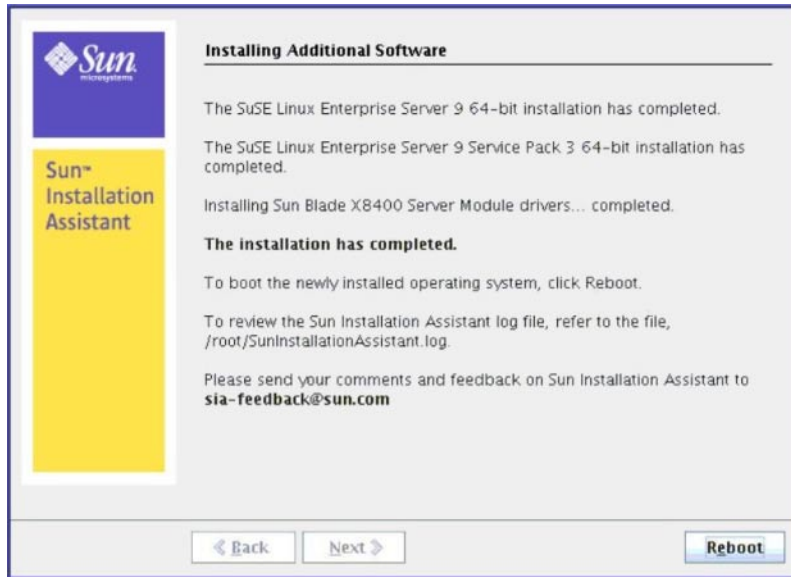 Sun
microsystems
Sun™
Installation
Assistant
Installing Additional Software
The SuSE Linux Enterprise Server 9 64-bit installation has completed.
The SuSE Linux Enterprise Server 9 Service Pack 3 64-bit installation has
completed.
Installing Sun Blade X8400 Server Module drivers... completed.
The installation has completed.
To boot the newly installed operating system, click Reboot.
To review the Sun Installation Assistant log file, refer to the file,
/root/SunInstallationAssistant.log.
Please send your comments and feedback on Sun Installation Assistant to
sia-feedback@sun.com
Back
Next
Reboot